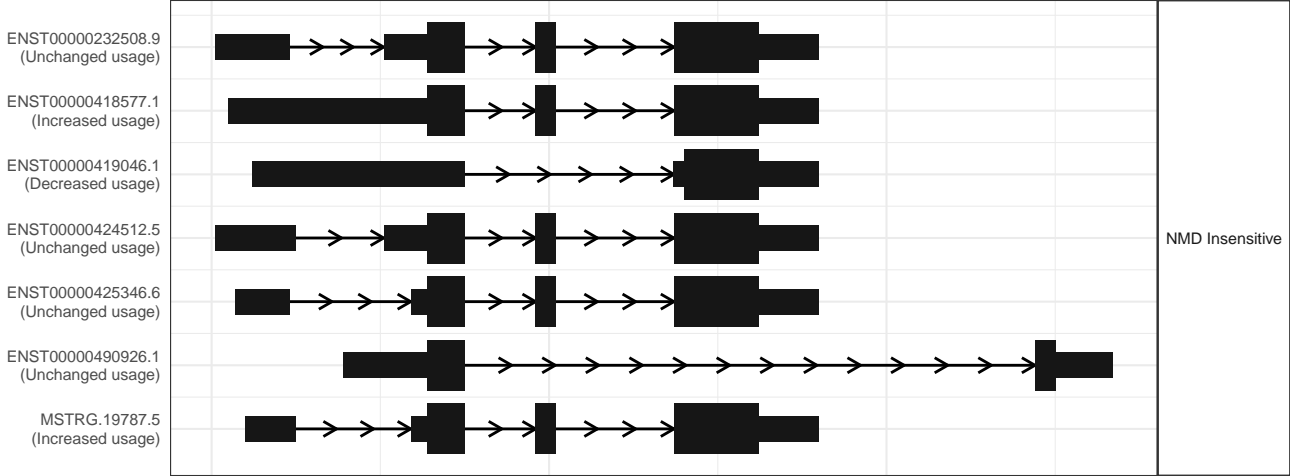 ENST00000232508.9
(Unchanged usage)
ENST00000418577.1
(Increased usage)
ENST00000419046.1
(Decreased usage)
ENST00000424512.5
(Unchanged usage)
NMD Insensitive
ENST00000425346.6
(Unchanged usage)
ENST00000490926.1
(Unchanged usage)
MSTRG.19787.5
(Increased usage)